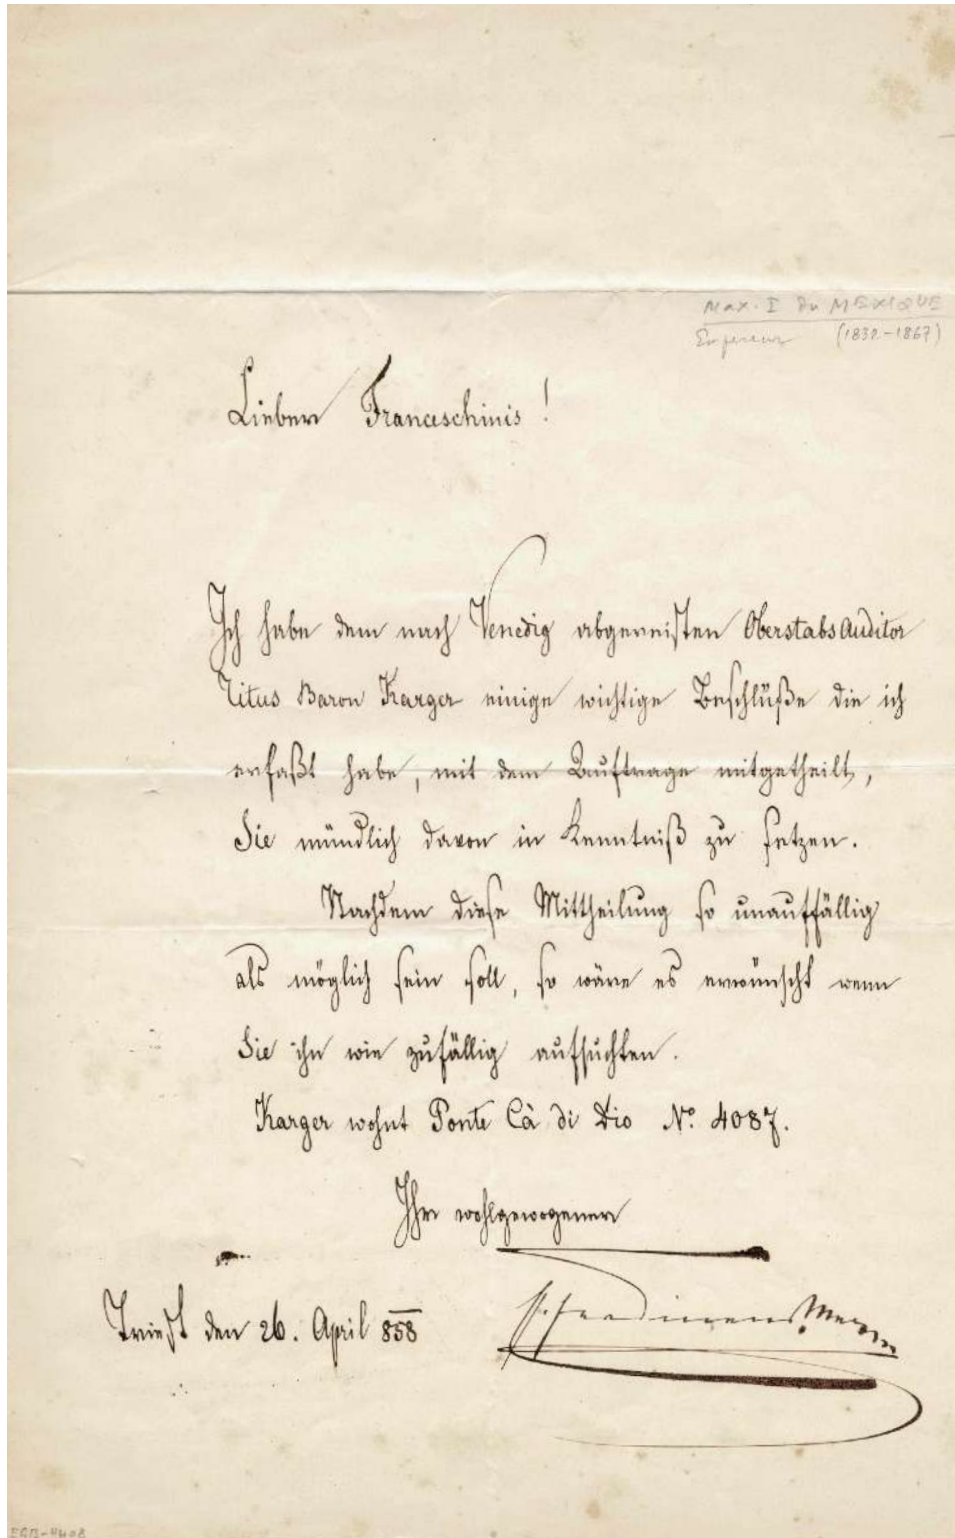 Max. I du MEXIQUE
Empereur (1832-1867)
Lieber Franceschinis!
Ich habe dem nach Venedig abgereisten Oberstabsauditor
Titus Baron Karger einige wichtige Beschlüße die ich
erfaßt habe, mit dem Auftrage mitgetheilt,
Sie mündlich davon in Kenntniß zu setzen.
Nachdem diese Mittheilung so unauffällig
als möglich sein soll, so wäre es erwünscht wenn
Sie ihn wie zufällig aufsuchten.
Karger wohnt Ponte Cà di Dio No. 4087.
Ihr wohlgewogener
Triest den 26. April 858